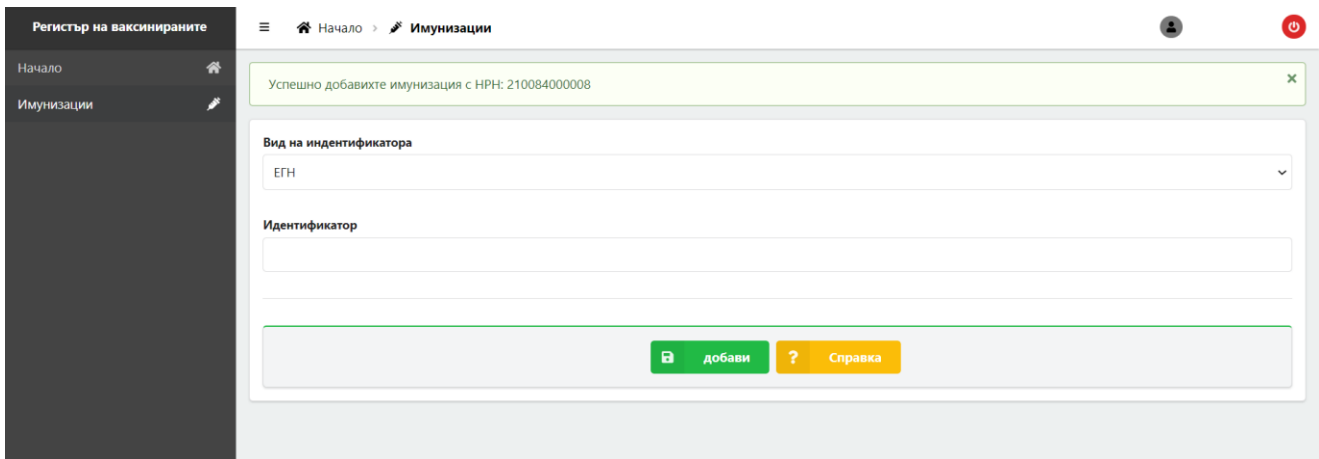 Регистър на ваксинираните
Начало > Имунизации
Начало
Имунизации
Успешно добавихте имунизация с НРН: 210084000008
×
Вид на индентификатора
ЕГН
Идентификатор
добави
? Справка